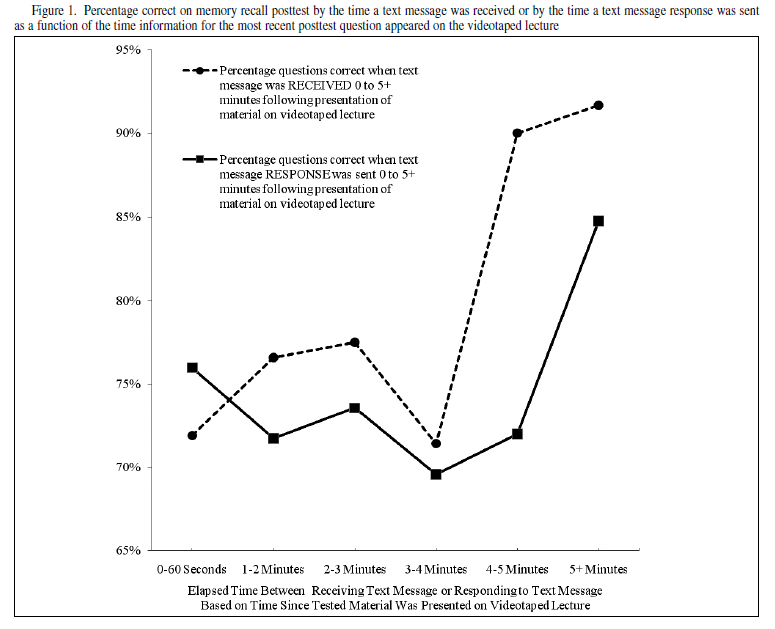 Figure 1.  Percentage correct on memory recall posttest by the time a text message was received or by the time a text message response was sent
as a function of the time information for the most recent posttest question appeared on the videotaped lecture
95%
90%
85%
80%
75%
70%
65%
Percentage questions correct when text
message was RECEIVED 0 to 5+
minutes following presentation of
material on videotaped lecture
Percentage questions correct when text
message RESPONSE was sent 0 to 5+
minutes following presentation of
material on videotaped lecture
0-60 Seconds 1-2 Minutes 2-3 Minutes 3-4 Minutes 4-5 Minutes 5+ Minutes
Elapsed Time Between Receiving Text Message or Responding to Text Message
Based on Time Since Tested Material Was Presented on Videotaped Lecture